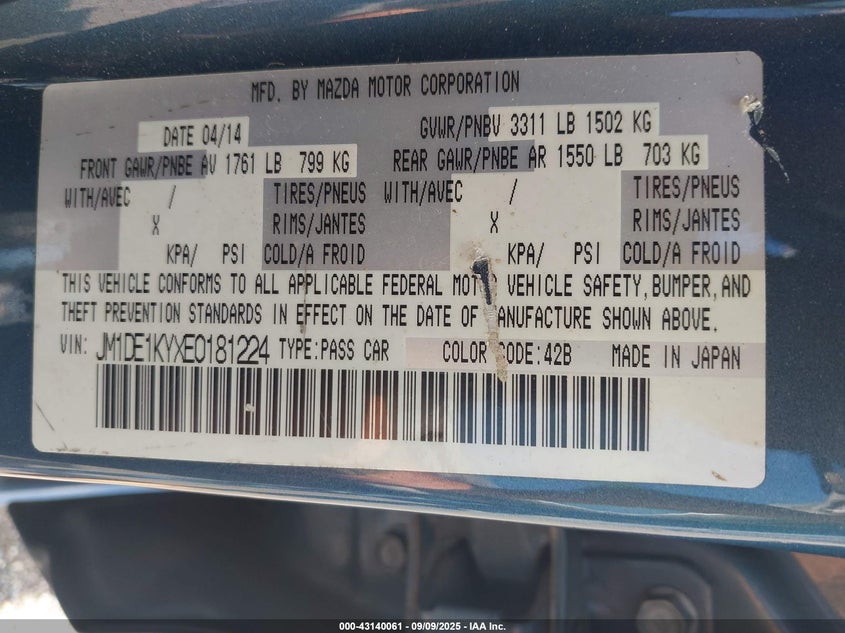 MFD. BY MAZDA MOTOR CORPORATION
DATE 04/14 GVWR/PNBV 3311 LB 1502 KG
FRONT GAWR/PNBE AV 1761 LB 799 KG REAR GAWR/PNBE AR 1550 LB 703 KG
WITH/AVEC / TIRES/PNEUS WITH/AVEC / TIRES/PNEUS
X RIMS/JANTES X RIMS/JANTES
KPA/ PSI COLD/A FROID KPA/ PSI COLD/A FROID
THIS VEHICLE CONFORMS TO ALL APPLICABLE FEDERAL MOTOR VEHICLE SAFETY, BUMPER, AND
THEFT PREVENTION STANDARDS IN EFFECT ON THE DATE OF MANUFACTURE SHOWN ABOVE.
VIN: JM1DE1KYXE0181224 TYPE:PASS CAR COLOR CODE:42B MADE IN JAPAN
000-43140061 - 09/09/2025 - IAA Inc.